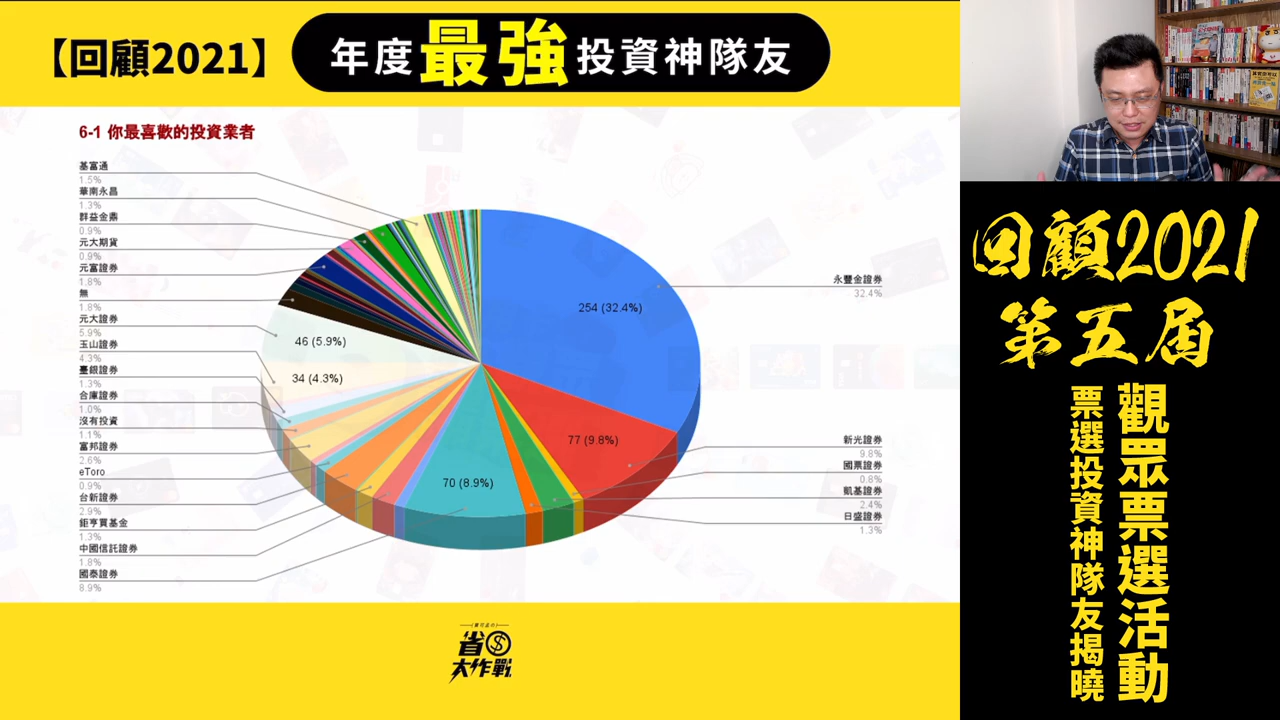 【回顧2021】
年度最強投資神隊友
6-1 你最喜歡的投資業者
基富通
1.5%
華南永昌
1.3%
群益金鼎
0.9%
元大期貨
0.9%
元富證券
1.8%
無
1.8%
元大證券
5.9%
玉山證券
4.3%
臺銀證券
1.3%
合庫證券
1.0%
沒有投資
1.1%
富邦證券
2.6%
eToro
0.9%
台新證券
2.9%
鉅亨買基金
1.3%
中國信託證券
1.8%
國泰證券
8.9%
254 (32.4%)
77 (9.8%)
70 (8.9%)
34 (4.3%)
46 (5.9%)
永豐金證券
32.4%
新光證券
9.8%
國票證券
0.8%
凱基證券
2.4%
日盛證券
1.3%
省
大作戰
回顧2021
第五屆
觀眾票選活動
票選投資神隊友揭曉